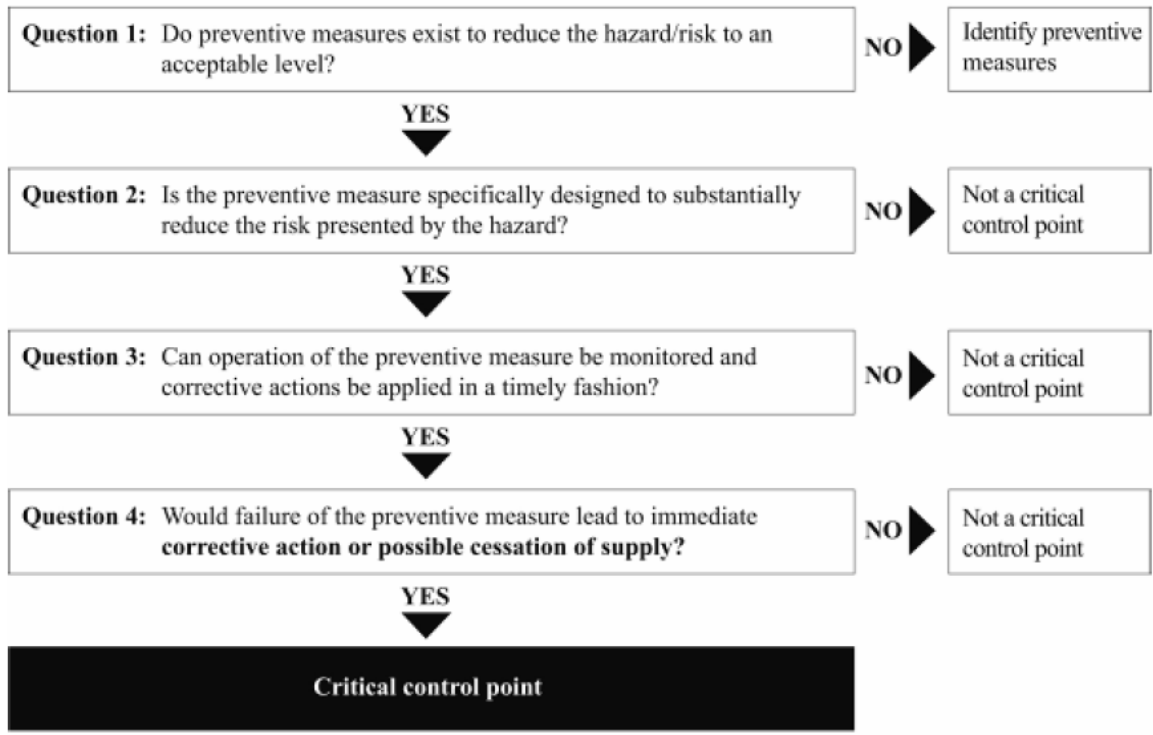 Question 1: Do preventive measures exist to reduce the hazard/risk to an
acceptable level?
NO
Identify preventive
measures
YES
Question 2: Is the preventive measure specifically designed to substantially
reduce the risk presented by the hazard?
NO
Not a critical
control point
YES
Question 3: Can operation of the preventive measure be monitored and
corrective actions be applied in a timely fashion?
NO
Not a critical
control point
YES
Question 4: Would failure of the preventive measure lead to immediate
corrective action or possible cessation of supply?
NO
Not a critical
control point
YES
Critical control point